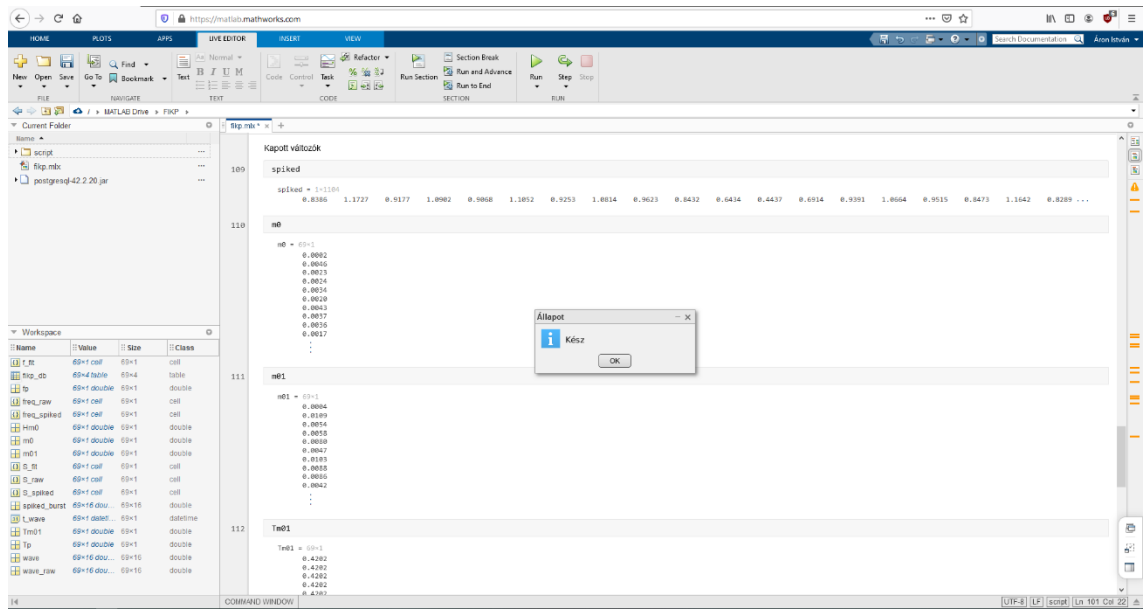 https://matlab.mathworks.com
HOME PLOTS APPS LIVE EDITOR INSERT VIEW Search Documentation Áron István
New Open Save Go To Find Bookmark Text Normal B I U M Code Control Task Refactor Run Section Section Break Run and Advance Run to End Run Step Stop
FILE NAVIGATE TEXT CODE SECTION RUN
/ MATLAB Drive FIKP
Current Folder
Name
script
fikp.mlx
postgresql-42.2.20.jar
Workspace
Name Value Size Class
f_fit 69×1 cell 69×1 cell
fikp_db 69×4 table 69×4 table
fp 69×1 double 69×1 double
freq_raw 69×1 cell 69×1 cell
freq_spiked 69×1 cell 69×1 cell
Hm0 69×1 double 69×1 double
m0 69×1 double 69×1 double
m01 69×1 double 69×1 double
S_fit 69×1 cell 69×1 cell
S_raw 69×1 cell 69×1 cell
S_spiked 69×1 cell 69×1 cell
spiked_burst 69×16 dou... 69×16 double
t_wave 69×1 dateti... 69×1 datetime
Tm01 69×1 double 69×1 double
Tp 69×1 double 69×1 double
wave 69×16 dou... 69×16 double
wave_raw 69×16 dou... 69×16 double
fikp.mlx *
Kapott változók
109 spiked
spiked = 1×1104
0.8386 1.1727 0.9177 1.0902 0.9068 1.1052 0.9253 1.0814 0.9623 0.8432 0.6434 0.4437 0.6914 0.9391 1.0664 0.9515 0.8473 1.1642 0.8289 ...
110 m0
m0 = 69×1
0.0002
0.0046
0.0023
0.0024
0.0034
0.0020
0.0043
0.0037
0.0036
0.0017
111 m01
m01 = 69×1
0.0004
0.0109
0.0054
0.0058
0.0080
0.0047
0.0103
0.0088
0.0086
0.0042
112 Tm01
Tm01 = 69×1
0.4202
0.4202
0.4202
0.4202
0.4202
Állapot
Kész
OK
COMMAND WINDOW
UTF-8 LF script Ln 101 Col 22